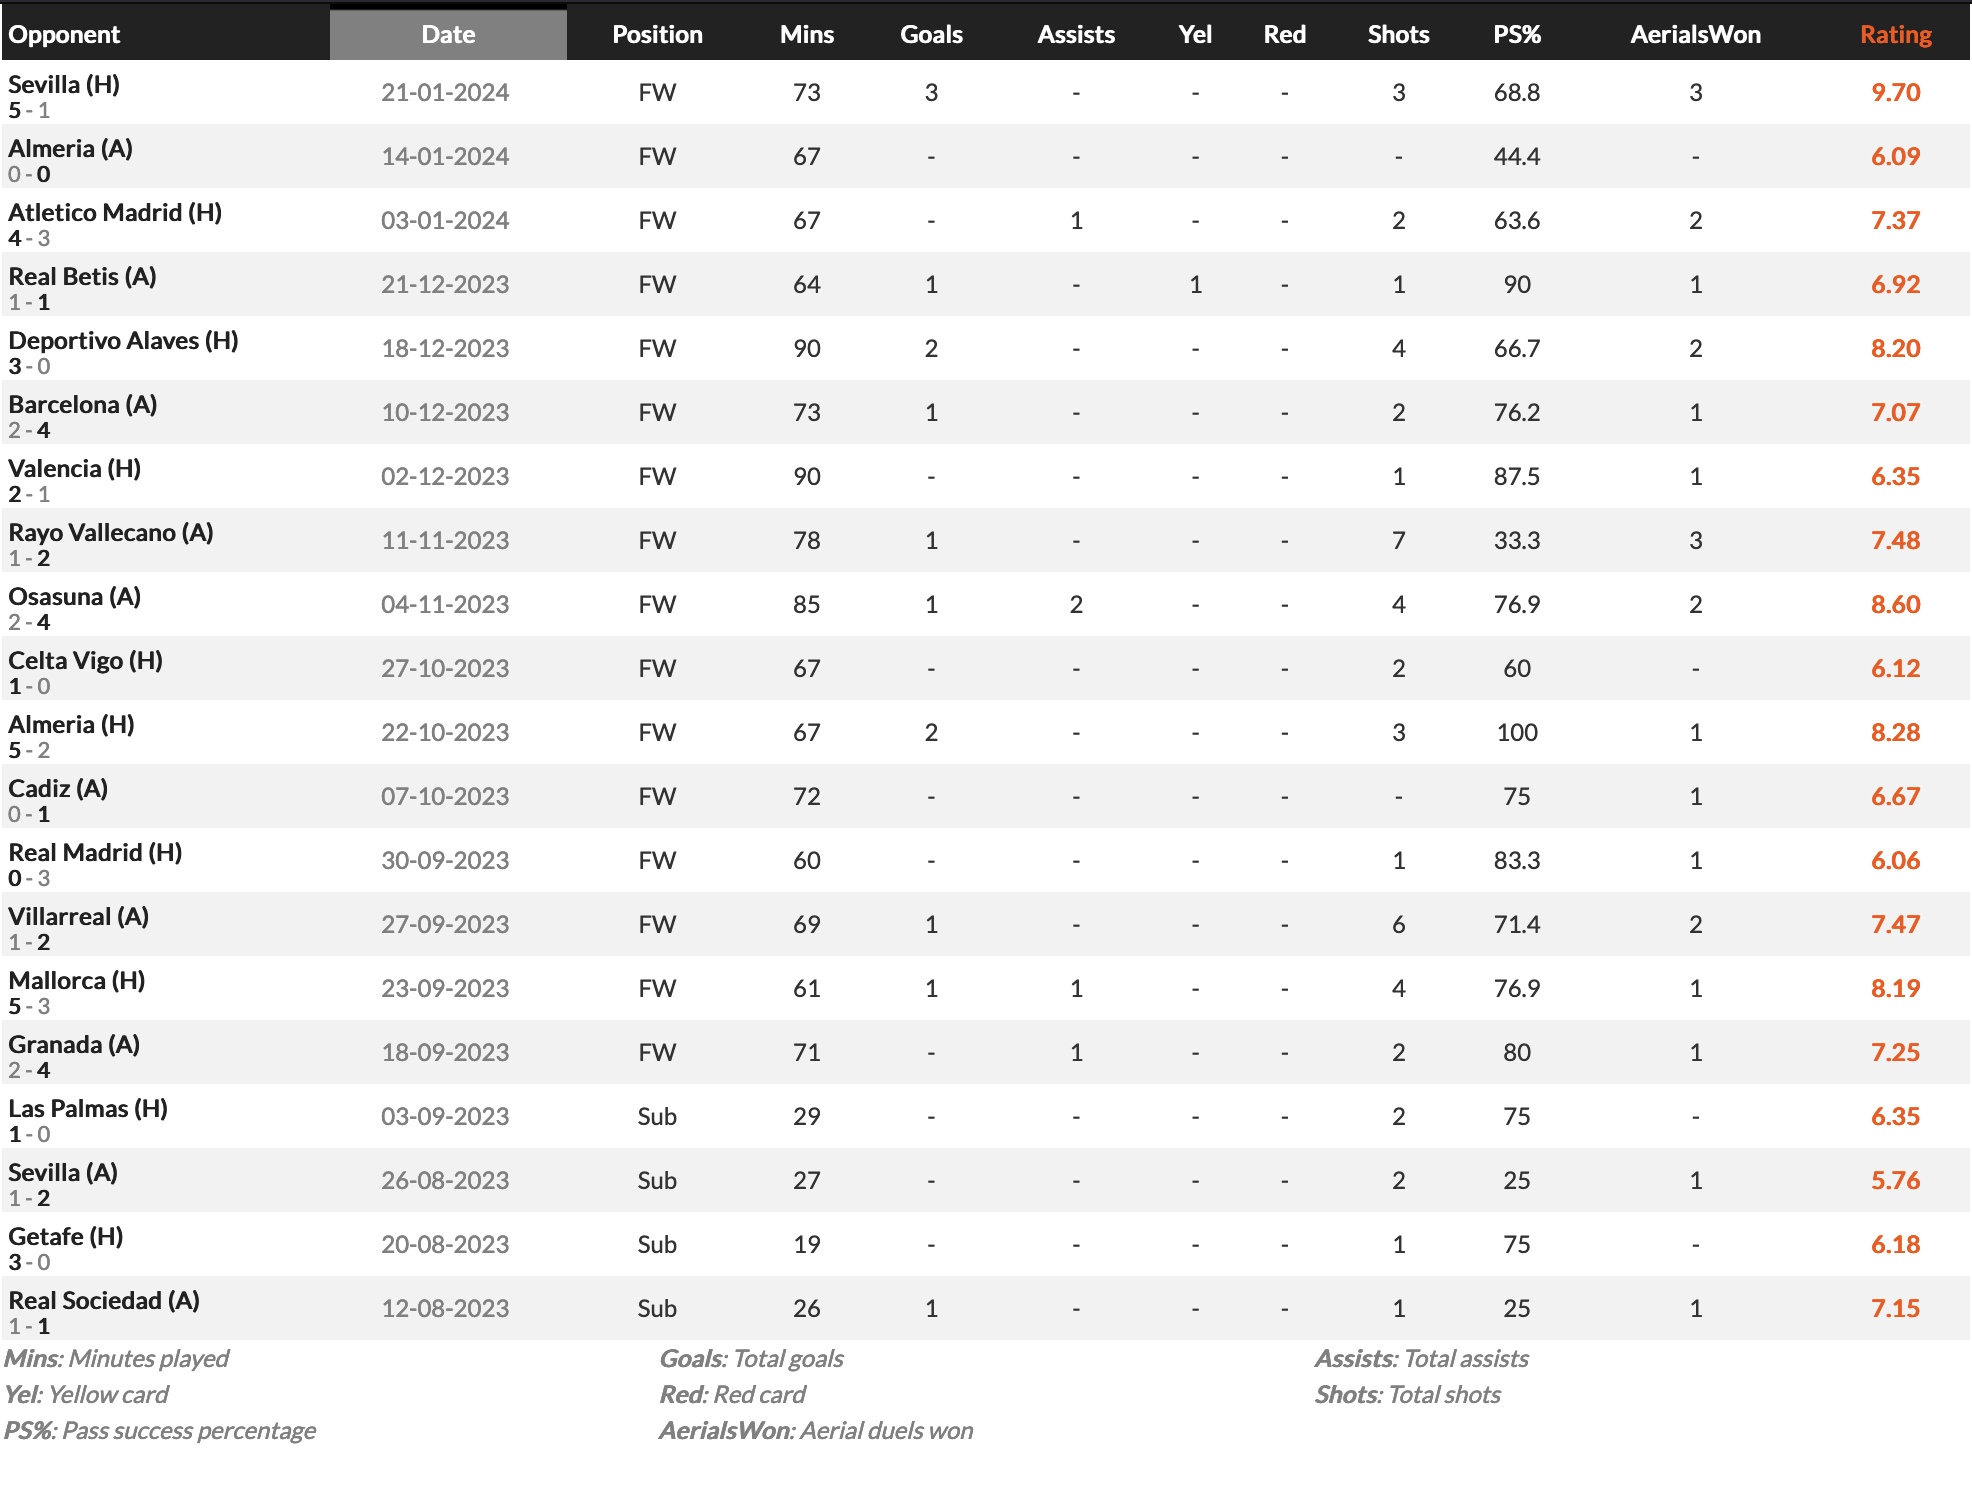 Opponent Date Position Mins Goals Assists Yel Red Shots PS% AerialsWon Rating
Sevilla (H) 21-01-2024 FW 73 3 - - - 3 68.8 3 9.70
5 - 1
Almeria (A) 14-01-2024 FW 67 - - - - - 44.4 - 6.09
0 - 0
Atletico Madrid (H) 03-01-2024 FW 67 - 1 - - 2 63.6 2 7.37
4 - 3
Real Betis (A) 21-12-2023 FW 64 1 - 1 - 1 90 1 6.92
1 - 1
Deportivo Alaves (H) 18-12-2023 FW 90 2 - - - 4 66.7 2 8.20
3 - 0
Barcelona (A) 10-12-2023 FW 73 1 - - - 2 76.2 1 7.07
2 - 4
Valencia (H) 02-12-2023 FW 90 - - - - 1 87.5 1 6.35
2 - 1
Rayo Vallecano (A) 11-11-2023 FW 78 1 - - - 7 33.3 3 7.48
1 - 2
Osasuna (A) 04-11-2023 FW 85 1 2 - - 4 76.9 2 8.60
2 - 4
Celta Vigo (H) 27-10-2023 FW 67 - - - - 2 60 - 6.12
1 - 0
Almeria (H) 22-10-2023 FW 67 2 - - - 3 100 1 8.28
5 - 2
Cadiz (A) 07-10-2023 FW 72 - - - - - 75 1 6.67
0 - 1
Real Madrid (H) 30-09-2023 FW 60 - - - - 1 83.3 1 6.06
0 - 3
Villarreal (A) 27-09-2023 FW 69 1 - - - 6 71.4 2 7.47
1 - 2
Mallorca (H) 23-09-2023 FW 61 1 1 - - 4 76.9 1 8.19
5 - 3
Granada (A) 18-09-2023 FW 71 - 1 - - 2 80 1 7.25
2 - 4
Las Palmas (H) 03-09-2023 Sub 29 - - - - 2 75 - 6.35
1 - 0
Sevilla (A) 26-08-2023 Sub 27 - - - - 2 25 1 5.76
1 - 2
Getafe (H) 20-08-2023 Sub 19 - - - - 1 75 - 6.18
3 - 0
Real Sociedad (A) 12-08-2023 Sub 26 1 - - - 1 25 1 7.15
1 - 1
Mins: Minutes played Goals: Total goals Assists: Total assists
Yel: Yellow card Red: Red card Shots: Total shots
PS%: Pass success percentage AerialsWon: Aerial duels won